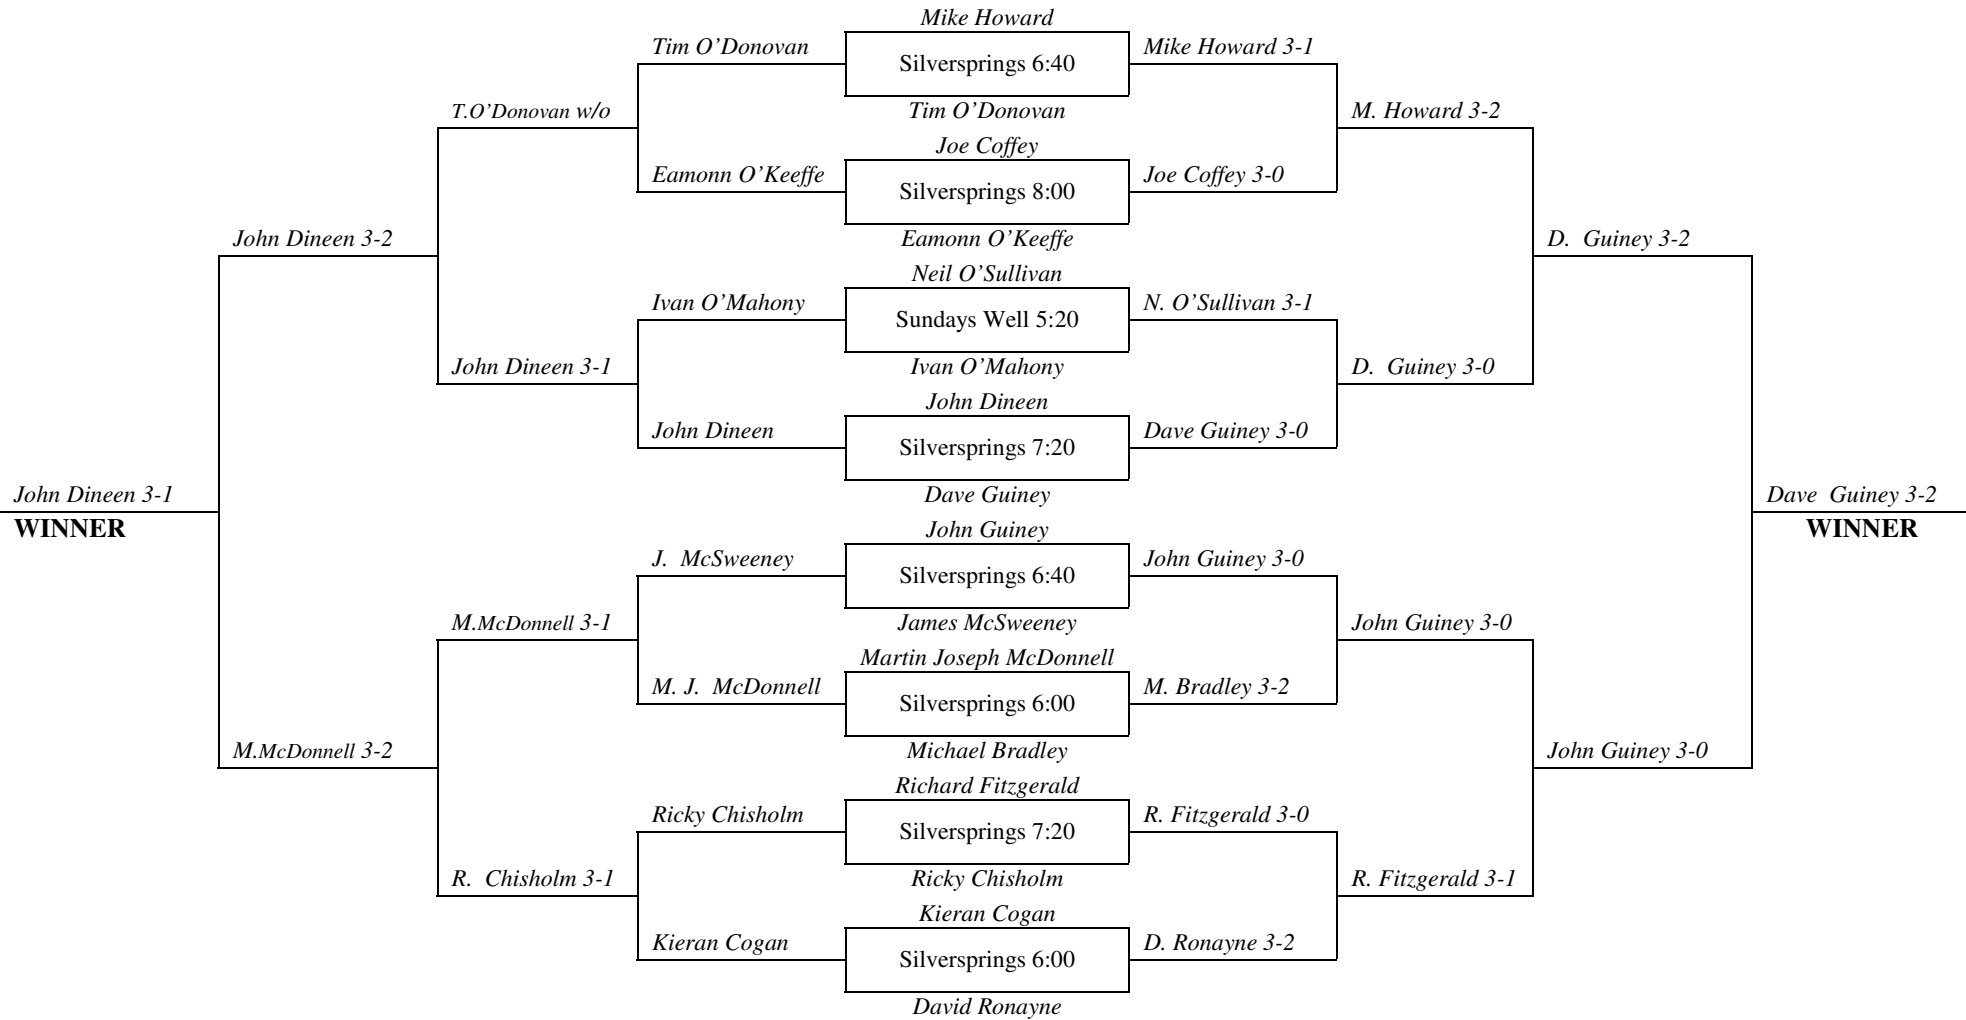 Mike Howard
Tim O’Donovan
Silversprings 6:40
Mike Howard 3-1
T.O’Donovan w/o
Tim O’Donovan
M. Howard 3-2
Joe Coffey
Eamonn O’Keeffe
Silversprings 8:00
Joe Coffey 3-0
John Dineen 3-2
Eamonn O’Keeffe
D.  Guiney 3-2
Neil O’Sullivan
Ivan O’Mahony
Sundays Well 5:20
N. O’Sullivan 3-1
John Dineen 3-1
Ivan O’Mahony
D.  Guiney 3-0
John Dineen
John Dineen
Silversprings 7:20
Dave Guiney 3-0
John Dineen 3-1
Dave Guiney
Dave  Guiney 3-2
WINNER
John Guiney
WINNER
J.  McSweeney
Silversprings 6:40
John Guiney 3-0
M.McDonnell 3-1
James McSweeney
John Guiney 3-0
Martin Joseph McDonnell
M. J.  McDonnell
Silversprings 6:00
M. Bradley 3-2
M.McDonnell 3-2
Michael Bradley
John Guiney 3-0
Richard Fitzgerald
Ricky Chisholm
Silversprings 7:20
R. Fitzgerald 3-0
R.  Chisholm 3-1
Ricky Chisholm
R. Fitzgerald 3-1
Kieran Cogan
Kieran Cogan
Silversprings 6:00
D. Ronayne 3-2
David Ronayne